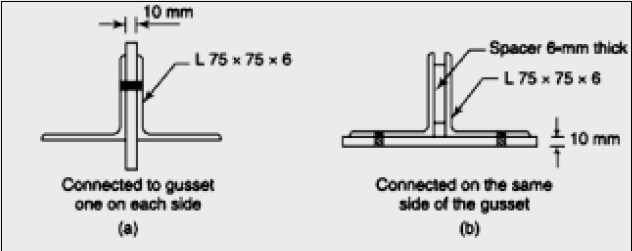 10 mm
L 75 × 75 × 6
Connected to gusset
one on each side
(a)
Spacer 6-mm thick
L 75 × 75 × 6
10 mm
Connected on the same
side of the gusset
(b)